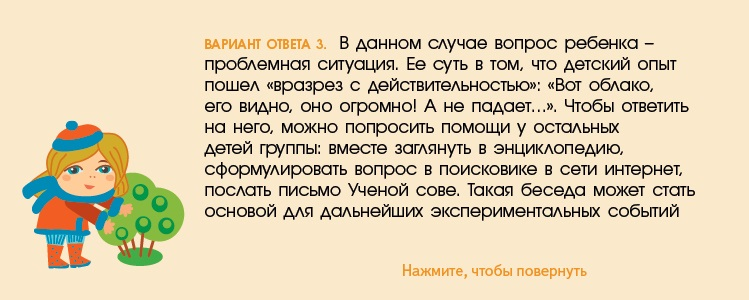 ВАРИАНТ ОТВЕТА 3. В данном случае вопрос ребенка –
проблемная ситуация. Ее суть в том, что детский опыт
пошел «вразрез с действительностью»: «Вот облако,
его видно, оно огромно! А не падает...». Чтобы ответить
на него, можно попросить помощи у остальных
детей группы: вместе заглянуть в энциклопедию,
сформулировать вопрос в поисковике в сети интернет,
послать письмо Ученой сове. Такая беседа может стать
основой для дальнейших экспериментальных событий
Нажмите, чтобы повернуть